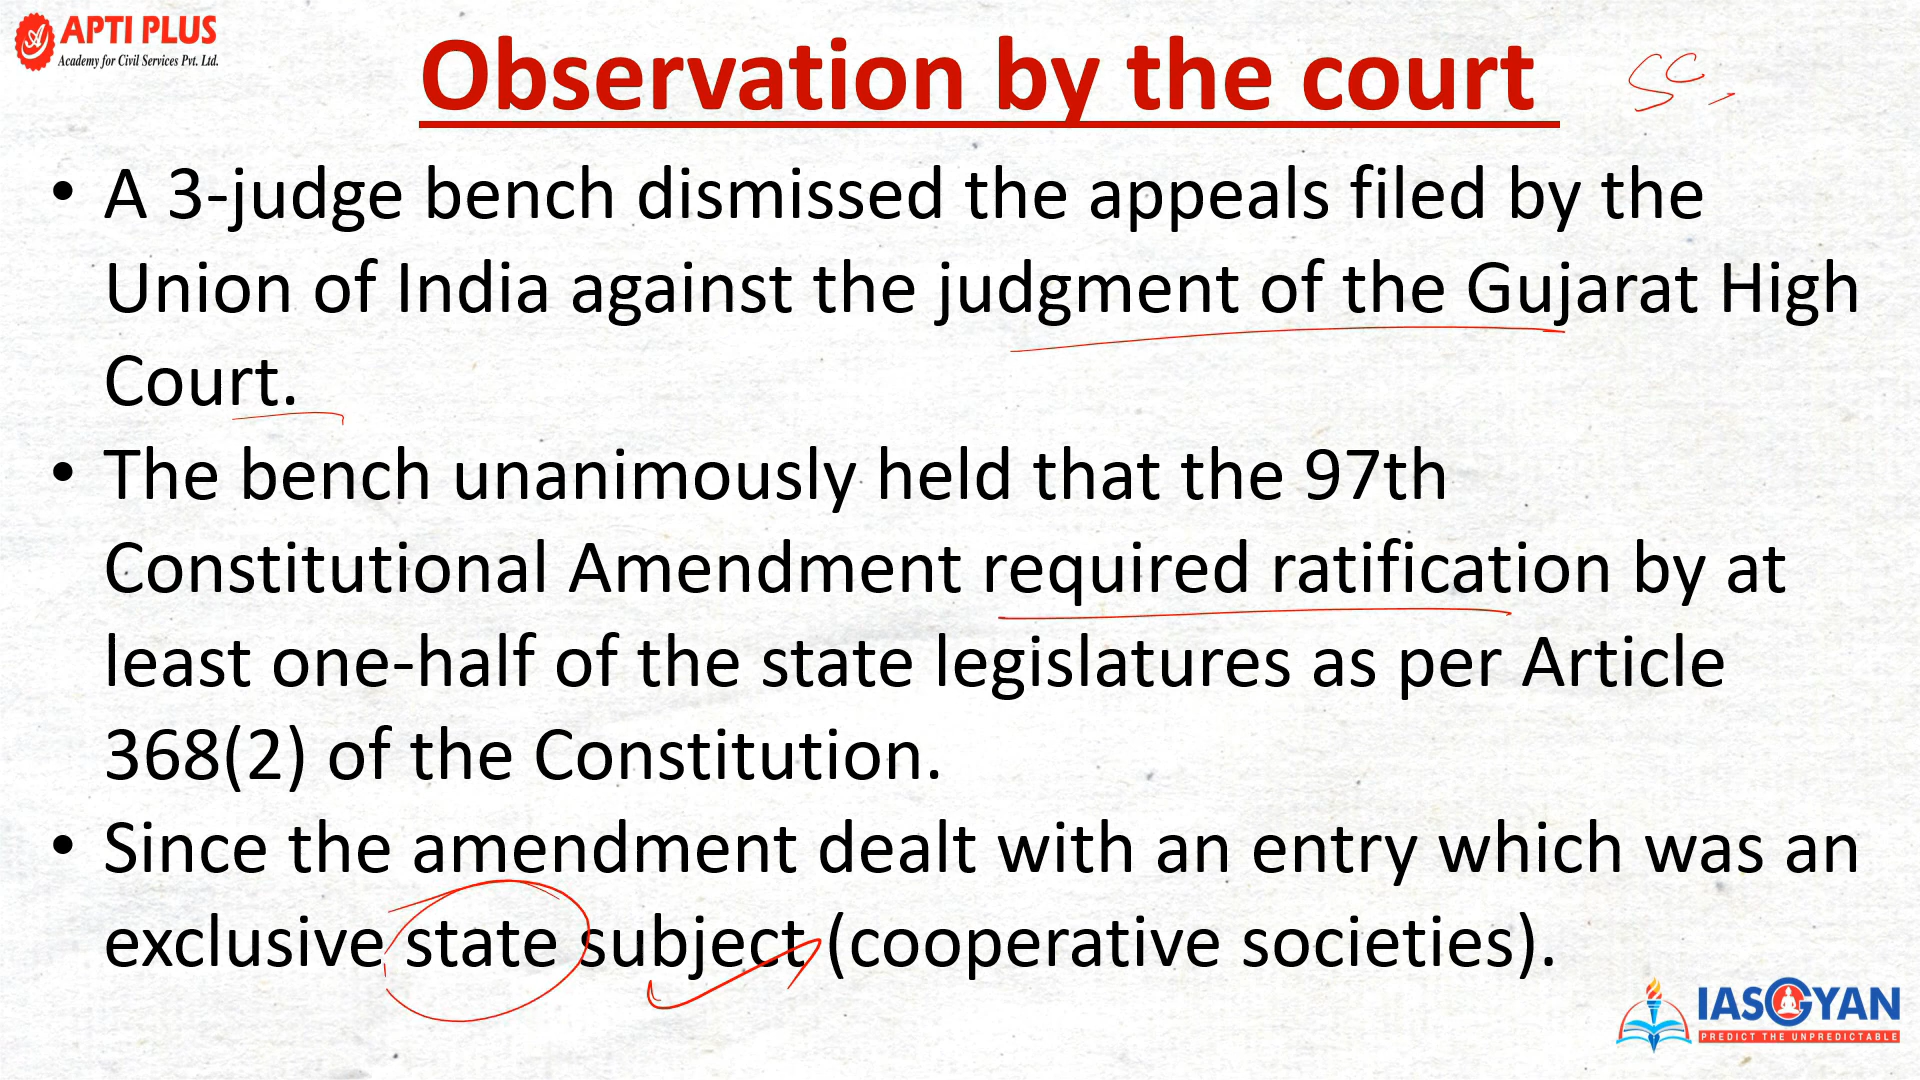 APTI PLUS
Academy for Civil Services Pvt. Ltd.
Observation by the court
SC,
• A 3-judge bench dismissed the appeals filed by the
Union of India against the judgment of the Gujarat High
Court.
• The bench unanimously held that the 97th
Constitutional Amendment required ratification by at
least one-half of the state legislatures as per Article
368(2) of the Constitution.
• Since the amendment dealt with an entry which was an
exclusive state subject (cooperative societies).
IASGYAN
PREDICT THE UNPREDICTABLE